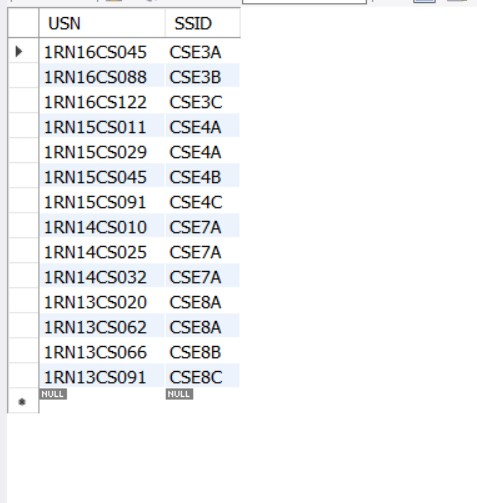 USN SSID
1RN16CS045 CSE3A
1RN16CS088 CSE3B
1RN16CS122 CSE3C
1RN15CS011 CSE4A
1RN15CS029 CSE4A
1RN15CS045 CSE4B
1RN15CS091 CSE4C
1RN14CS010 CSE7A
1RN14CS025 CSE7A
1RN14CS032 CSE7A
1RN13CS020 CSE8A
1RN13CS062 CSE8A
1RN13CS066 CSE8B
1RN13CS091 CSE8C
NULL NULL